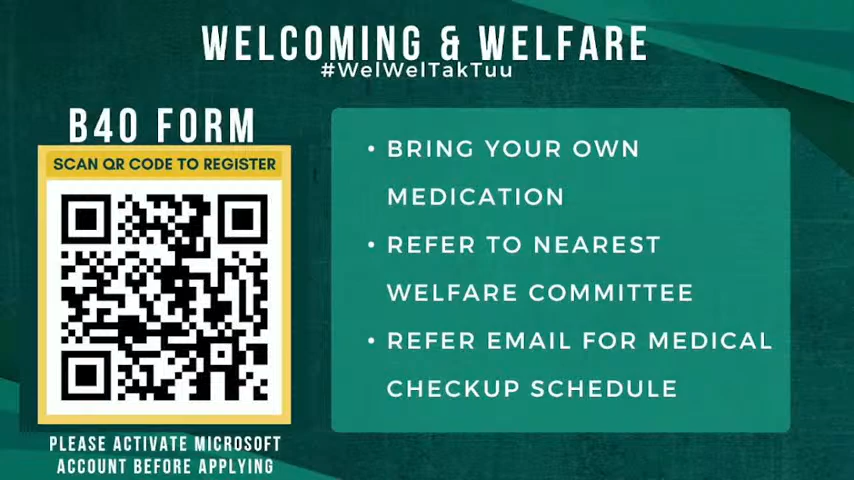 WELCOMING & WELFARE
#WelWelTakTuu
B40 FORM
SCAN QR CODE TO REGISTER
PLEASE ACTIVATE MICROSOFT
ACCOUNT BEFORE APPLYING
• BRING YOUR OWN
MEDICATION
• REFER TO NEAREST
WELFARE COMMITTEE
• REFER EMAIL FOR MEDICAL
CHECKUP SCHEDULE